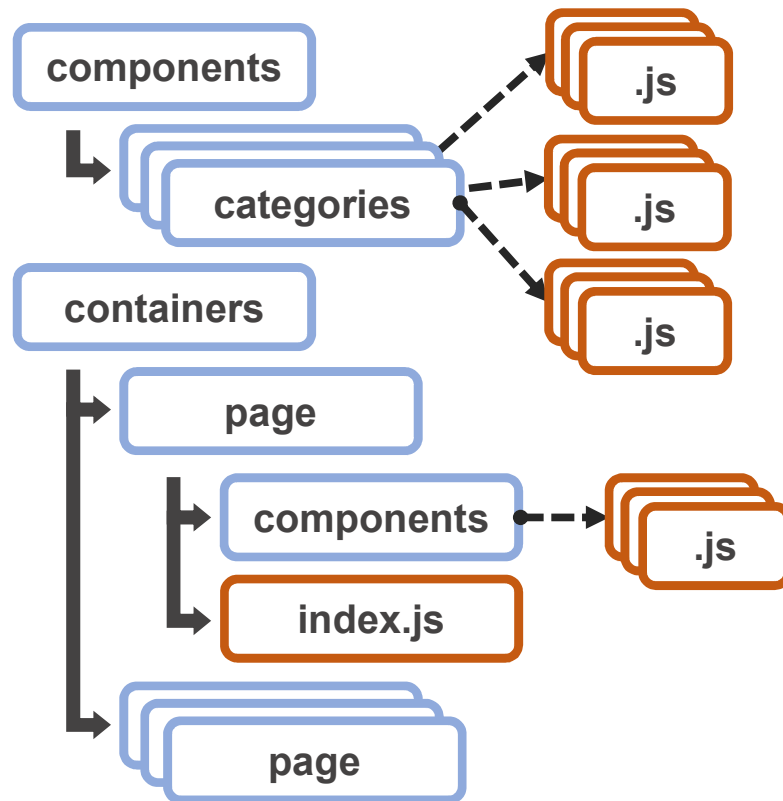 components
.js
categories
.js
containers
.js
page
components
.js
index.js
page